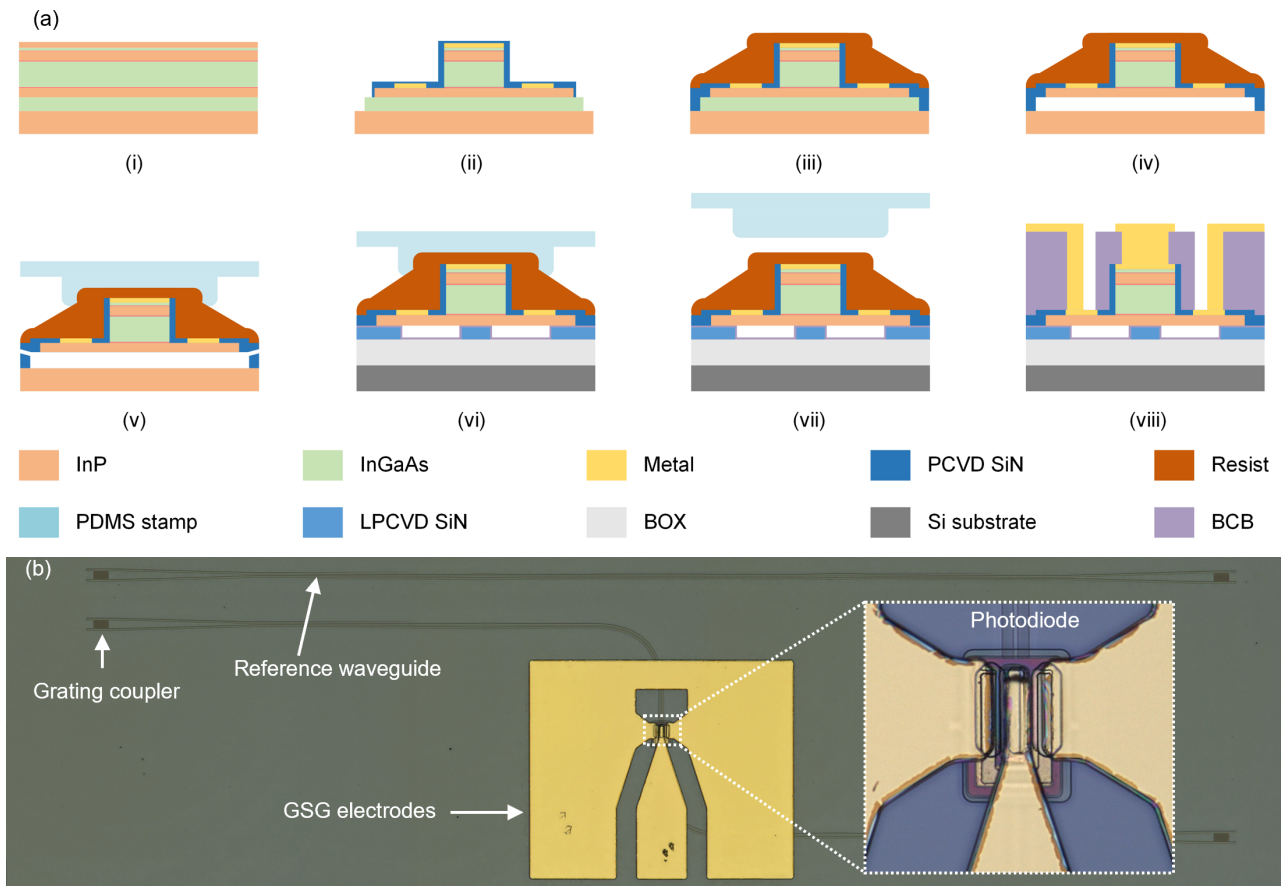 (a)
(i) (ii) (iii) (iv)
(v) (vi) (vii) (viii)
InP InGaAs Metal PCVD SiN Resist
PDMS stamp LPCVD SiN BOX Si substrate BCB
(b)
Photodiode
Reference waveguide
Grating coupler
GSG electrodes